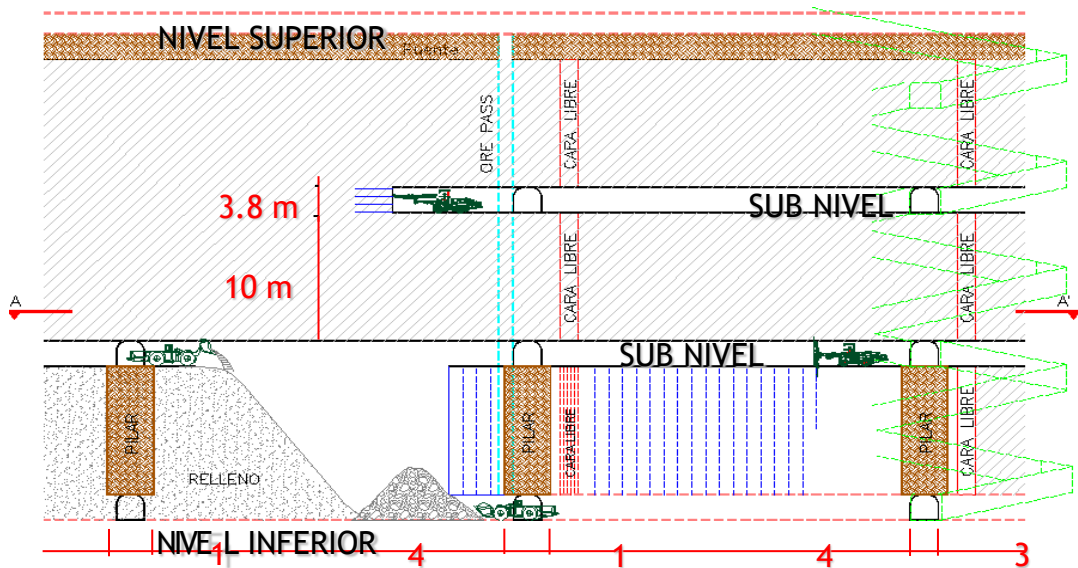 NIVEL SUPERIOR
Puente
ORE PASS
CARA LIBRE
CARA LIBRE
3.8 m
SUB NIVEL
10 m
CARA LIBRE
CARA LIBRE
A
A'
SUB NIVEL
PILAR
PILAR
CARA LIBRE
PILAR
CARA LIBRE
RELLENO
NIVEL INFERIOR
1
4
1
4
3